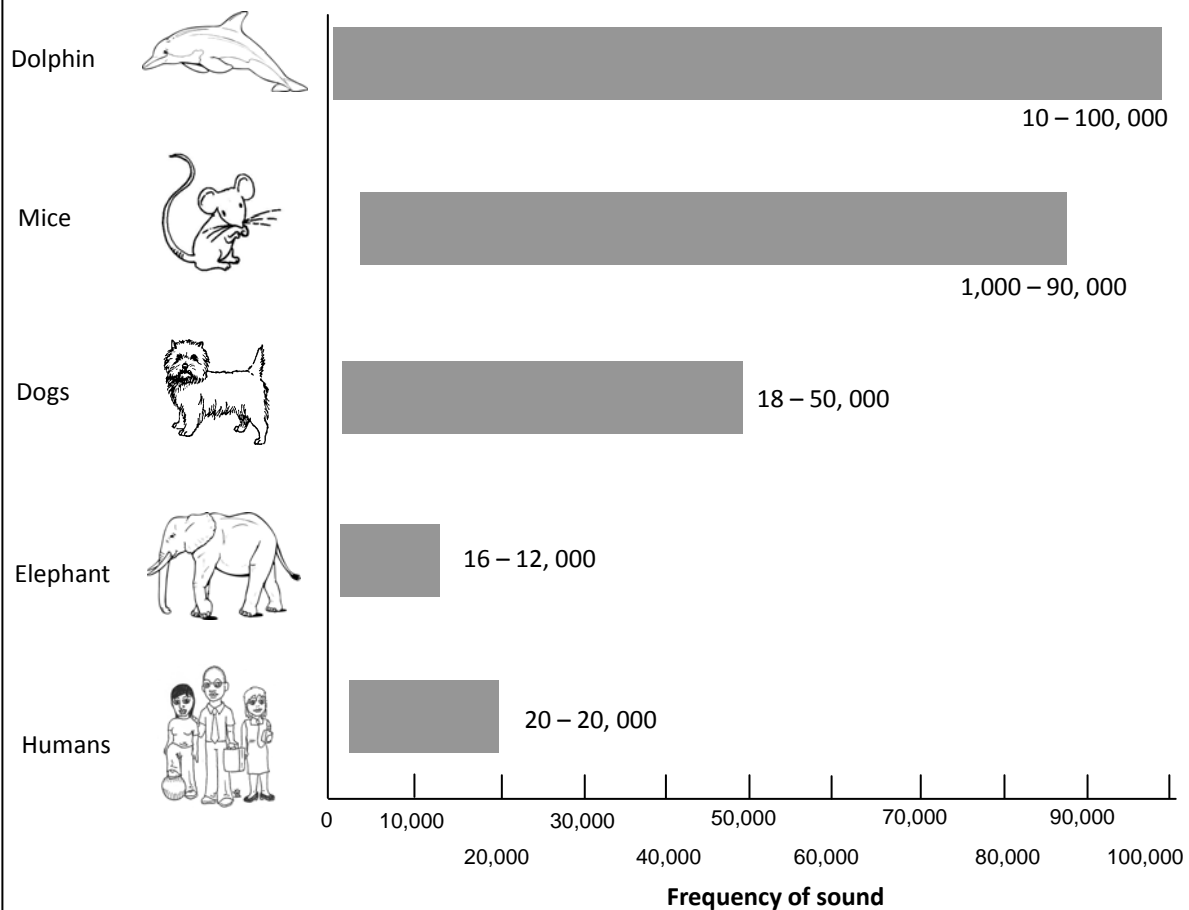 Dolphin
10 – 100, 000
Mice
1,000 – 90, 000
Dogs
18 – 50, 000
Elephant
16 – 12, 000
Humans
20 – 20, 000
0 10,000 30,000 50,000 70,000 90,000
20,000 40,000 60,000 80,000 100,000
Frequency of sound